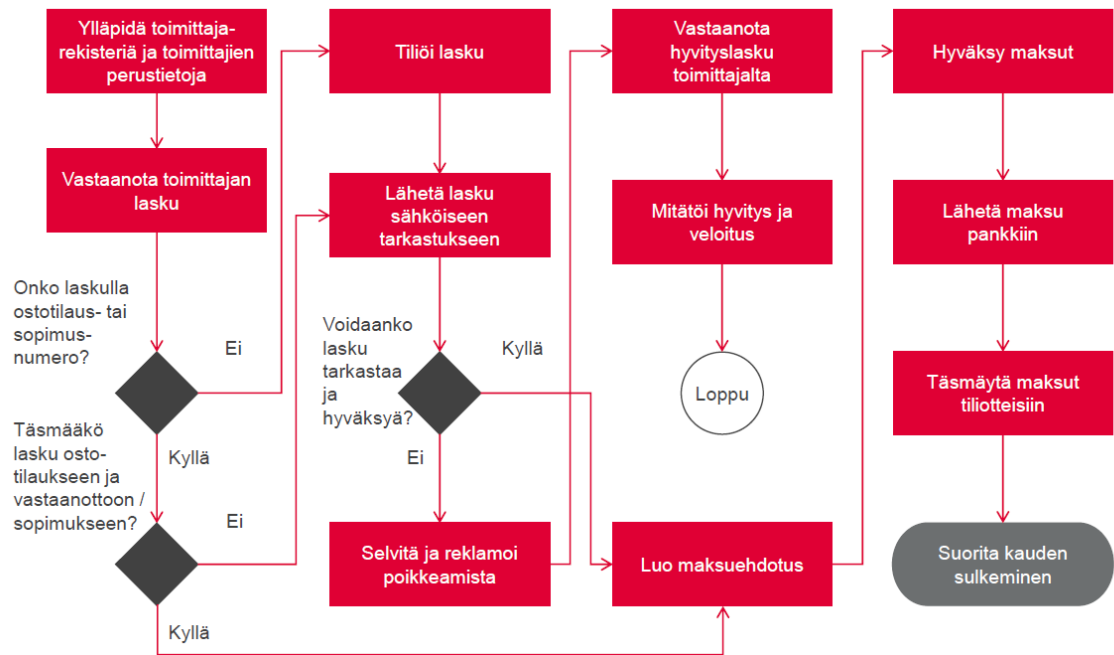 Ylläpidä toimittaja-
rekisteriä ja toimittajien
perustietoja
Vastaanota toimittajan
lasku
Onko laskulla
ostotilaus- tai
sopimus-
numero?
Ei
Kyllä
Täsmääkö
lasku osto-
tilaukseen ja
vastaanottoon /
sopimukseen?
Ei
Kyllä
Tiliöi lasku
Lähetä lasku
sähköiseen
tarkastukseen
Voidaanko
lasku
tarkastaa
ja
hyväksyä?
Kyllä
Ei
Selvitä ja reklamoi
poikkeamista
Vastaanota
hyvityslasku
toimittajalta
Mitätöi hyvitys ja
veloitus
Loppu
Luo maksuehdotus
Hyväksy maksut
Lähetä maksu
pankkiin
Täsmäytä maksut
tiliotteisiin
Suorita kauden
sulkeminen